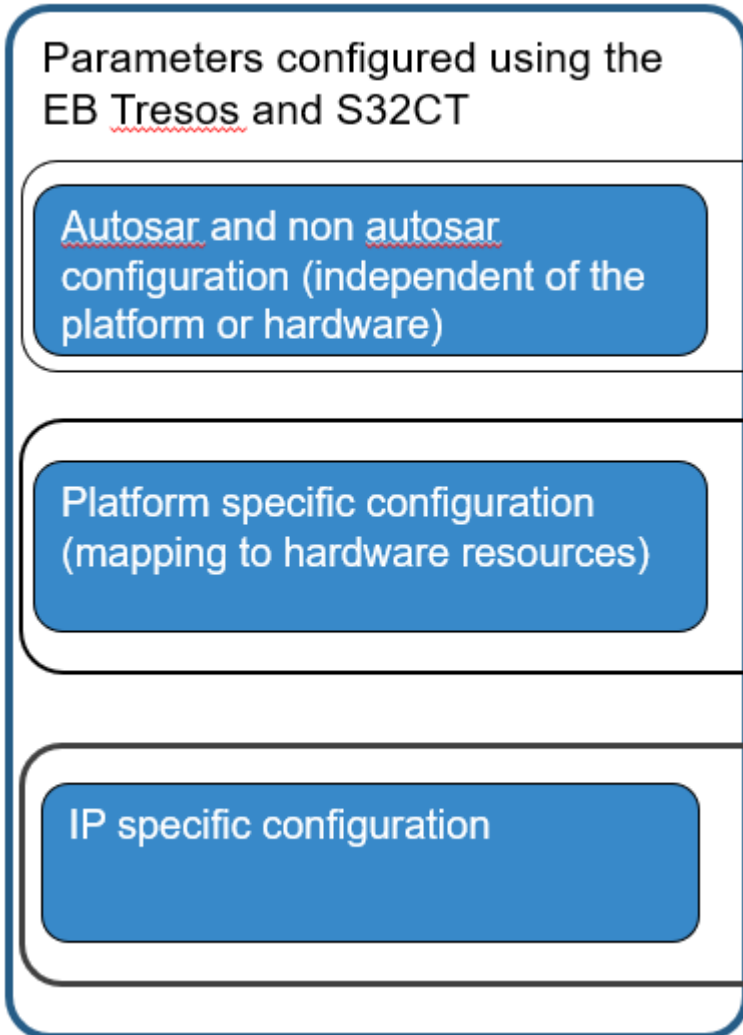 Parameters configured using the
EB Tresos and S32CT
Autosar and non autosar
configuration (independent of the
platform or hardware)
Platform specific configuration
(mapping to hardware resources)
IP specific configuration